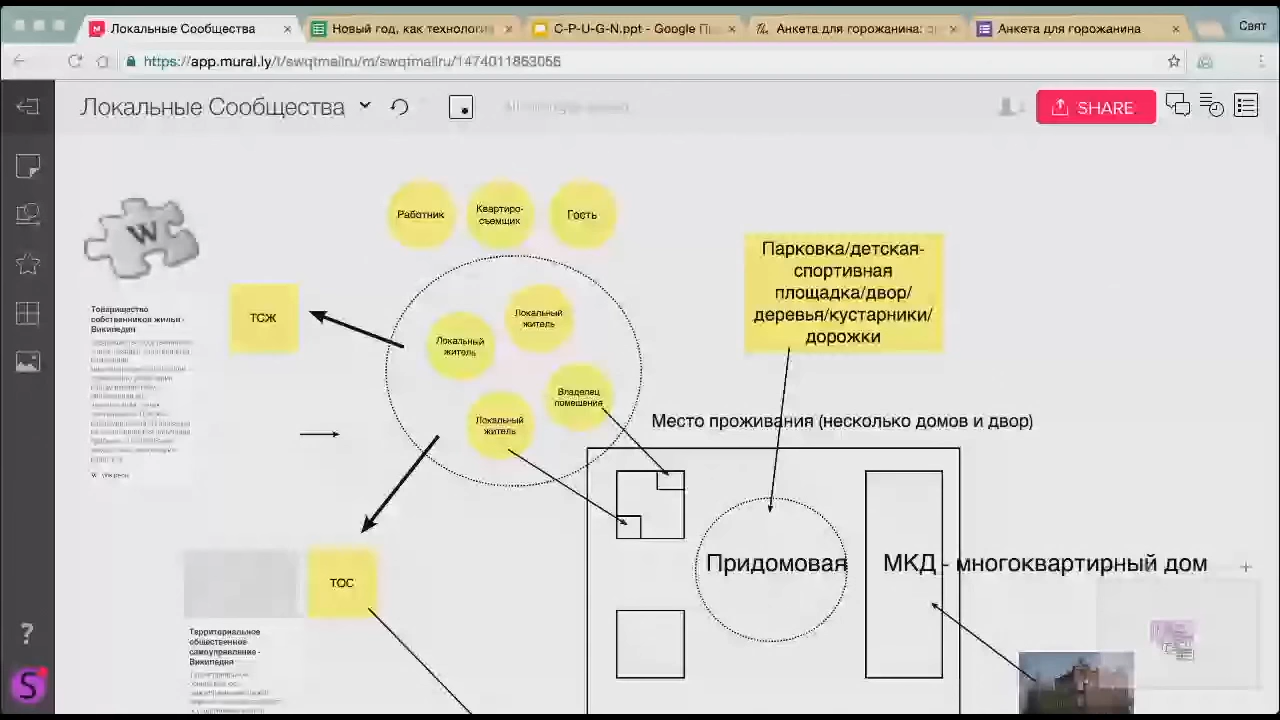 Локальные Сообщества
Новый год, как технологи
C-P-U-G-N.ppt - Google П
Анкета для горожанина:
Анкета для горожанина
Свят
https://app.mural.ly/t/swqtmailru/m/swqtmailru/1474011863056
Локальные Сообщества
SHARE
W
Работник
Квартиро-
съемщик
Гость
Парковка/детская-
спортивная
площадка/двор/
деревья/кустарники/
дорожки
Товарищество
собственников жилья -
Википедия
ТСЖ
Локальный
житель
Локальный
житель
Владелец
помещения
Локальный
житель
Место проживания (несколько домов и двор)
Придомовая
МКД - многоквартирный дом
ТОС
Территориальное
общественное
самоуправление -
Википедия
?
S